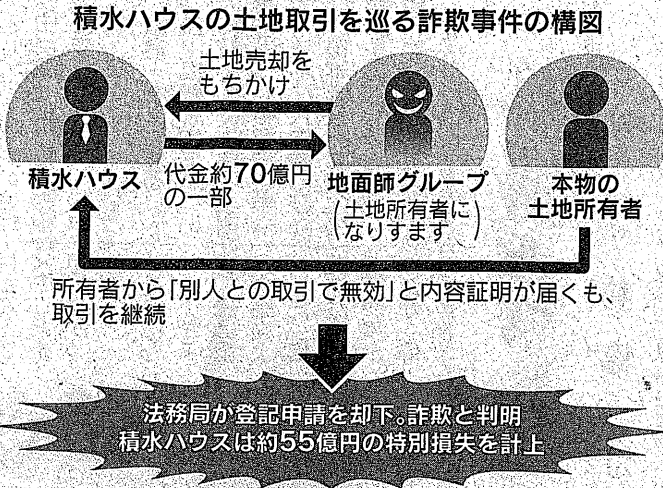 積水ハウスの土地取引を巡る詐欺事件の構図
土地売却を
もちかけ
積水ハウス
代金約70億円
の一部
地面師グループ
(土地所有者に
なりすます)
本物の
土地所有者
所有者から「別人との取引で無効」と内容証明が届くも、
取引を継続
法務局が登記申請を却下。詐欺と判明
積水ハウスは約55億円の特別損失を計上